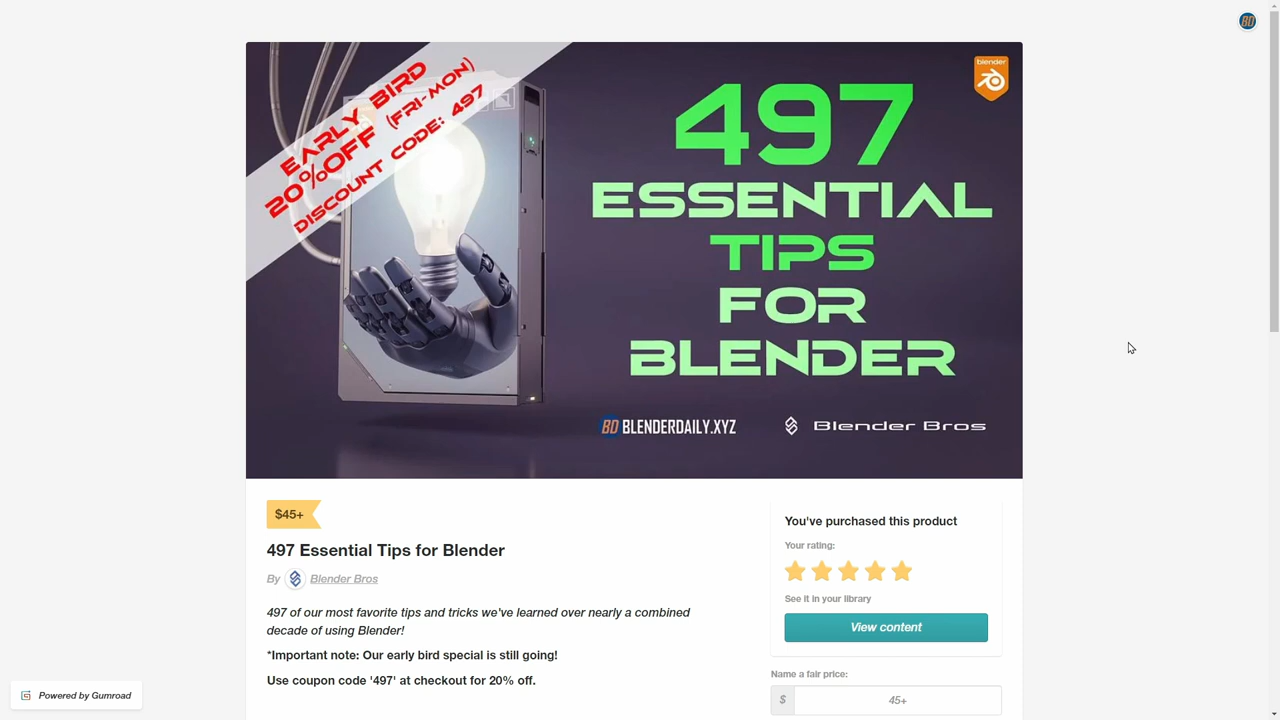 BD
EARLY BIRD
20%OFF (FRI-MON)
DISCOUNT CODE: 497
blender
497
ESSENTIAL
TIPS
FOR
BLENDER
BD BLENDERDAILY.XYZ
Blender Bros
$45+
497 Essential Tips for Blender
By Blender Bros
497 of our most favorite tips and tricks we've learned over nearly a combined
decade of using Blender!
*Important note: Our early bird special is still going!
Use coupon code '497' at checkout for 20% off.
You've purchased this product
Your rating:
See it in your library
View content
Name a fair price:
$ 45+
Powered by Gumroad